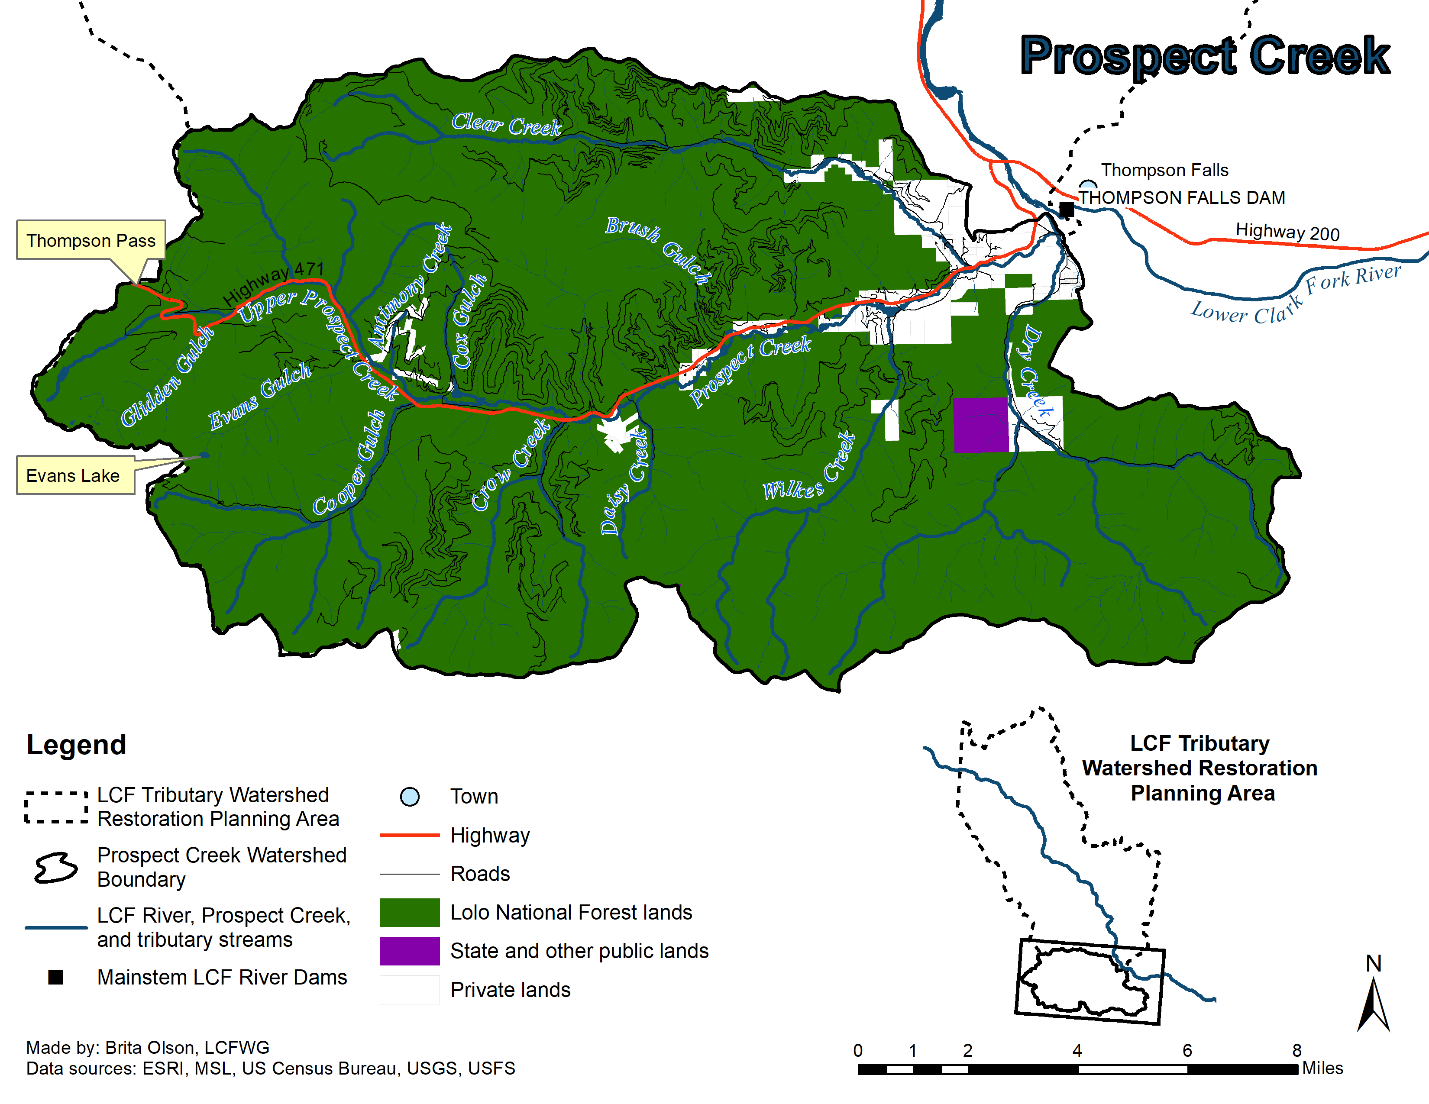 Prospect Creek
Clear Creek
Thompson Falls
THOMPSON FALLS DAM
Thompson Pass
Highway 200
Brush Gulch
Highway 471
Antimony Creek
Cox Gulch
Upper Prospect Creek
Lower Clark Fork River
Glidden Gulch
Evans Gulch
Prospect Creek
Dry Creek
Evans Lake
Cooper Gulch
Crow Creek
Daisy Creek
Wilkes Creek
Legend
LCF Tributary Watershed
Restoration Planning Area
Prospect Creek Watershed
Boundary
LCF River, Prospect Creek,
and tributary streams
Mainstem LCF River Dams
Town
Highway
Roads
Lolo National Forest lands
State and other public lands
Private lands
LCF Tributary
Watershed Restoration
Planning Area
N
0 1 2 4 6 8
Miles
Made by: Brita Olson, LCFWG
Data sources: ESRI, MSL, US Census Bureau, USGS, USFS